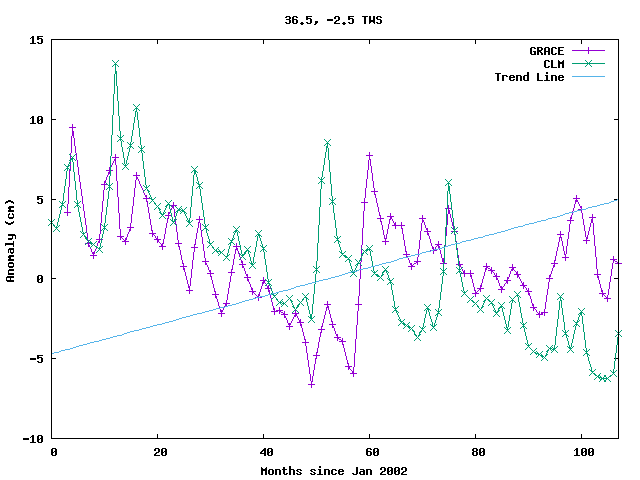 36.5, -2.5 TWS
GRACE
CLM
Trend Line
15
10
5
0
-5
-10
Anomaly (cm)
0 20 40 60 80 100
Months since Jan 2002